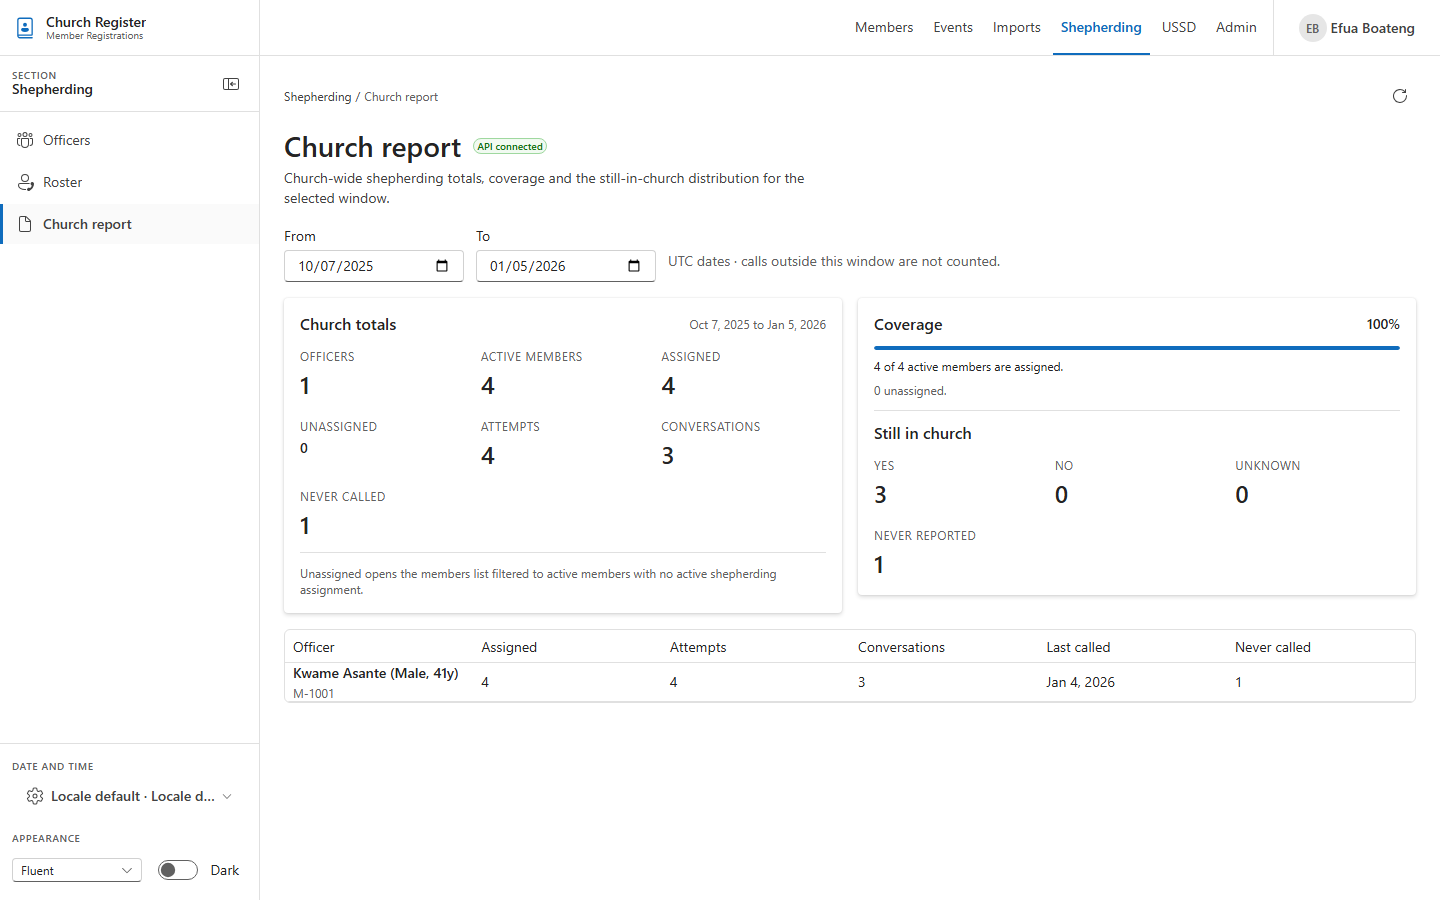 Church Register
Member Registrations
Members
Events
Imports
Shepherding
USSD
Admin
EB
Efua Boateng
SECTION
Shepherding
Officers
Roster
Church report
Shepherding / Church report
Church report
API connected
Church-wide shepherding totals, coverage and the still-in-church distribution for the
selected window.
From
To
10/07/2025
01/05/2026
UTC dates · calls outside this window are not counted.
Church totals
Oct 7, 2025 to Jan 5, 2026
OFFICERS
ACTIVE MEMBERS
ASSIGNED
1
4
4
UNASSIGNED
ATTEMPTS
CONVERSATIONS
0
4
3
NEVER CALLED
1
Unassigned opens the members list filtered to active members with no active shepherding
assignment.
Coverage
100%
4 of 4 active members are assigned.
0 unassigned.
Still in church
YES
NO
UNKNOWN
3
0
0
NEVER REPORTED
1
Officer
Assigned
Attempts
Conversations
Last called
Never called
Kwame Asante (Male, 41y)
M-1001
4
4
3
Jan 4, 2026
1
DATE AND TIME
Locale default · Locale d...
APPEARANCE
Fluent
Dark